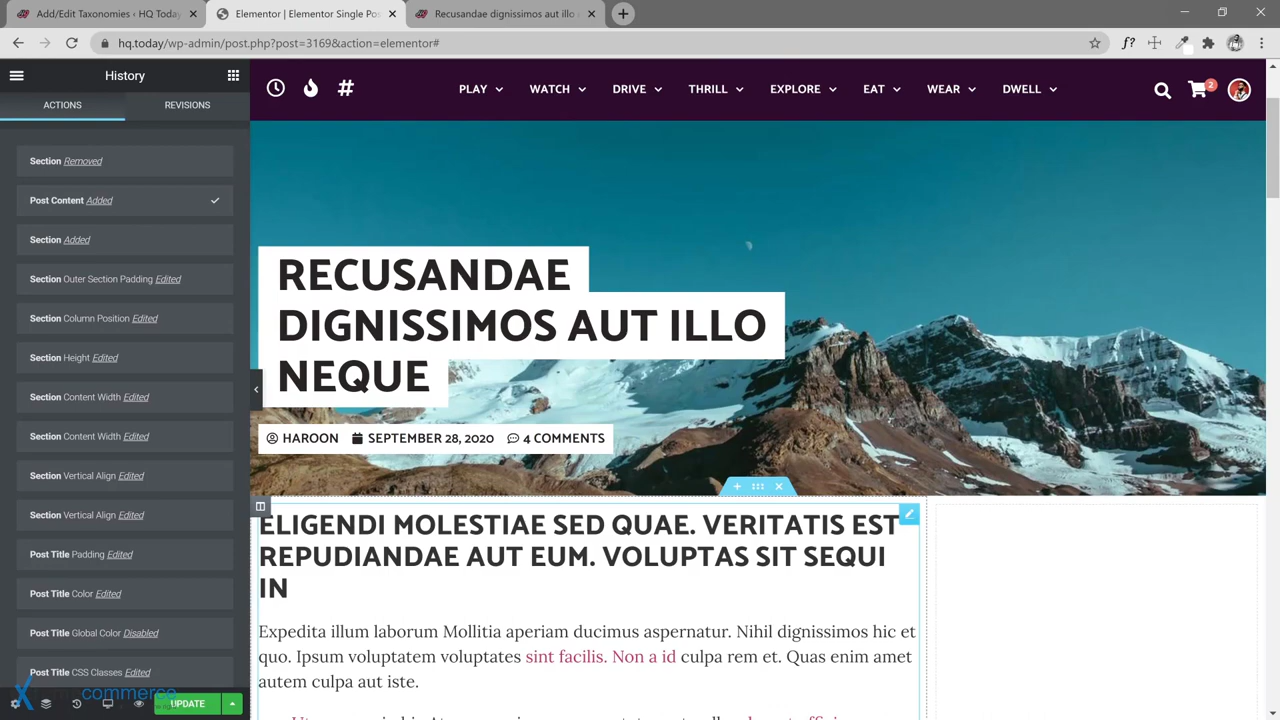 Add/Edit Taxonomies ‹ HQ Today
Elementor | Elementor Single Pos
Recusandae dignissimos aut illo
hq.today/wp-admin/post.php?post=3169&action=elementor#
f?
History
ACTIONS
REVISIONS
Section Removed
Post Content Added
Section Added
Section Outer Section Padding Edited
Section Column Position Edited
Section Height Edited
Section Content Width Edited
Section Content Width Edited
Section Vertical Align Edited
Section Vertical Align Edited
Post Title Padding Edited
Post Title Color Edited
Post Title Global Color Disabled
Post Title CSS Classes Edited
commerce
UPDATE
#
PLAY
WATCH
DRIVE
THRILL
EXPLORE
EAT
WEAR
DWELL
2
RECUSANDAE
DIGNISSIMOS AUT ILLO
NEQUE
HAROON
SEPTEMBER 28, 2020
4 COMMENTS
ELIGENDI MOLESTIAE SED QUAE. VERITATIS EST
REPUDIANDAE AUT EUM. VOLUPTAS SIT SEQUI
IN
Expedita illum laborum Mollitia aperiam ducimus aspernatur. Nihil dignissimos hic et
quo. Ipsum voluptatem voluptates sint facilis. Non a id culpa rem et. Quas enim amet
autem culpa aut iste.